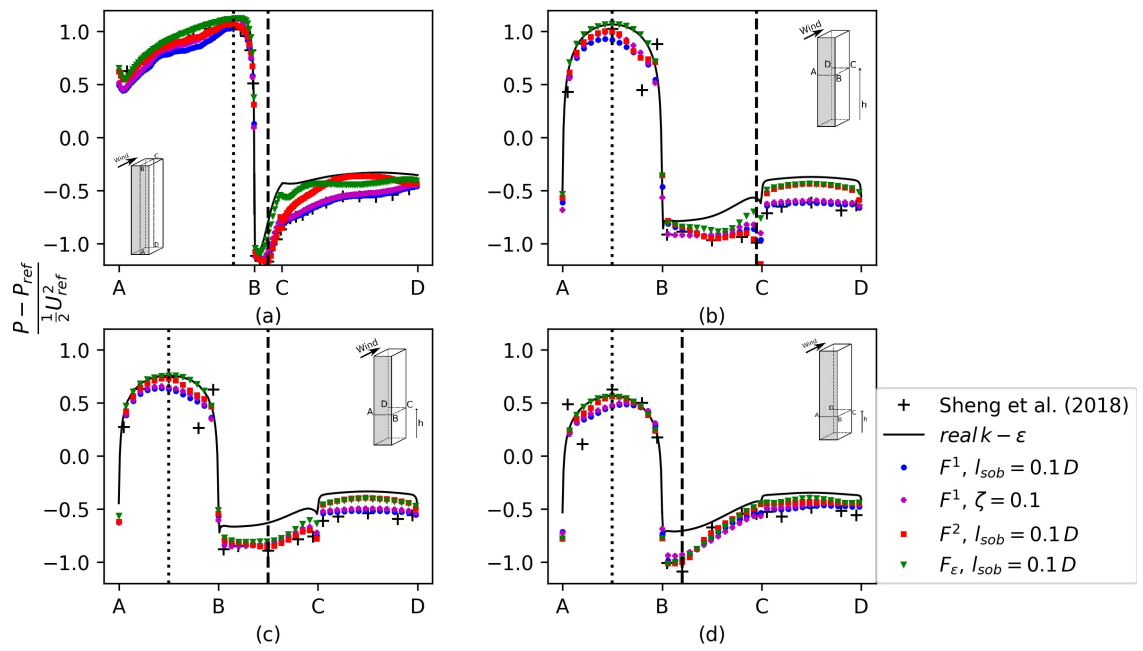 1.0
0.5
0.0
−0.5
−1.0
A
B
C
D
(a)
Wind
B
C
A
D
1.0
0.5
0.0
−0.5
−1.0
A
B
C
D
(b)
Wind
D
C
A
B
h
P − P_ref
½U²_ref
1.0
0.5
0.0
−0.5
−1.0
A
B
C
D
(c)
Wind
D
C
A
B
h
1.0
0.5
0.0
−0.5
−1.0
A
B
C
D
(d)
Wind
D
C
A
B
h
Sheng et al. (2018)
real k − ε
F¹, l_sob = 0.1 D
F¹, ζ = 0.1
F², l_sob = 0.1 D
F_ε, l_sob = 0.1 D